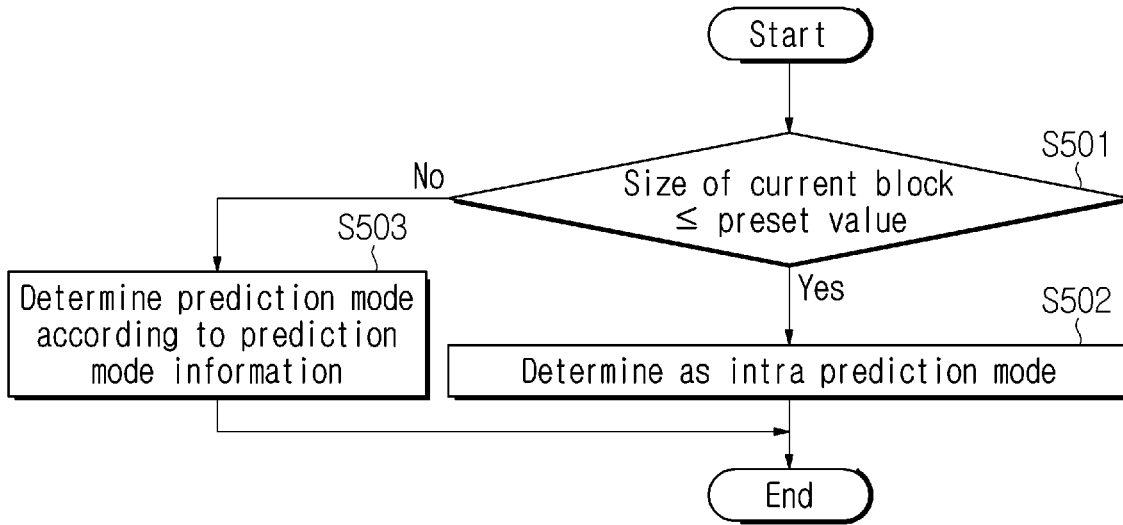 Start
S501
Size of current block
≤ preset value
No
Yes
S503
Determine prediction mode
according to prediction
mode information
S502
Determine as intra prediction mode
End